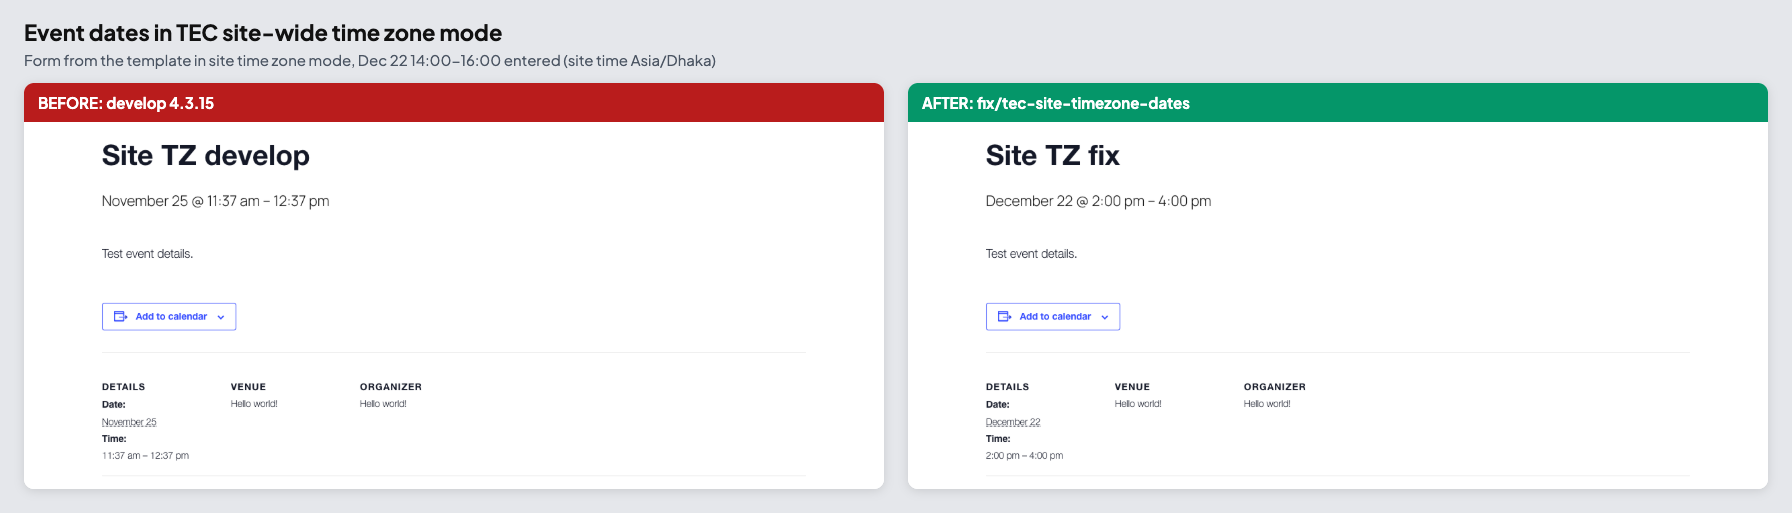 Event dates in TEC site-wide time zone mode
Form from the template in site time zone mode, Dec 22 14:00–16:00 entered (site time Asia/Dhaka)
BEFORE: develop 4.3.15
Site TZ develop
November 25 @ 11:37 am – 12:37 pm
Test event details.
Add to calendar
DETAILS
Date:
November 25
Time:
11:37 am – 12:37 pm
VENUE
Hello world!
ORGANIZER
Hello world!
AFTER: fix/tec-site-timezone-dates
Site TZ fix
December 22 @ 2:00 pm – 4:00 pm
Test event details.
Add to calendar
DETAILS
Date:
December 22
Time:
2:00 pm – 4:00 pm
VENUE
Hello world!
ORGANIZER
Hello world!